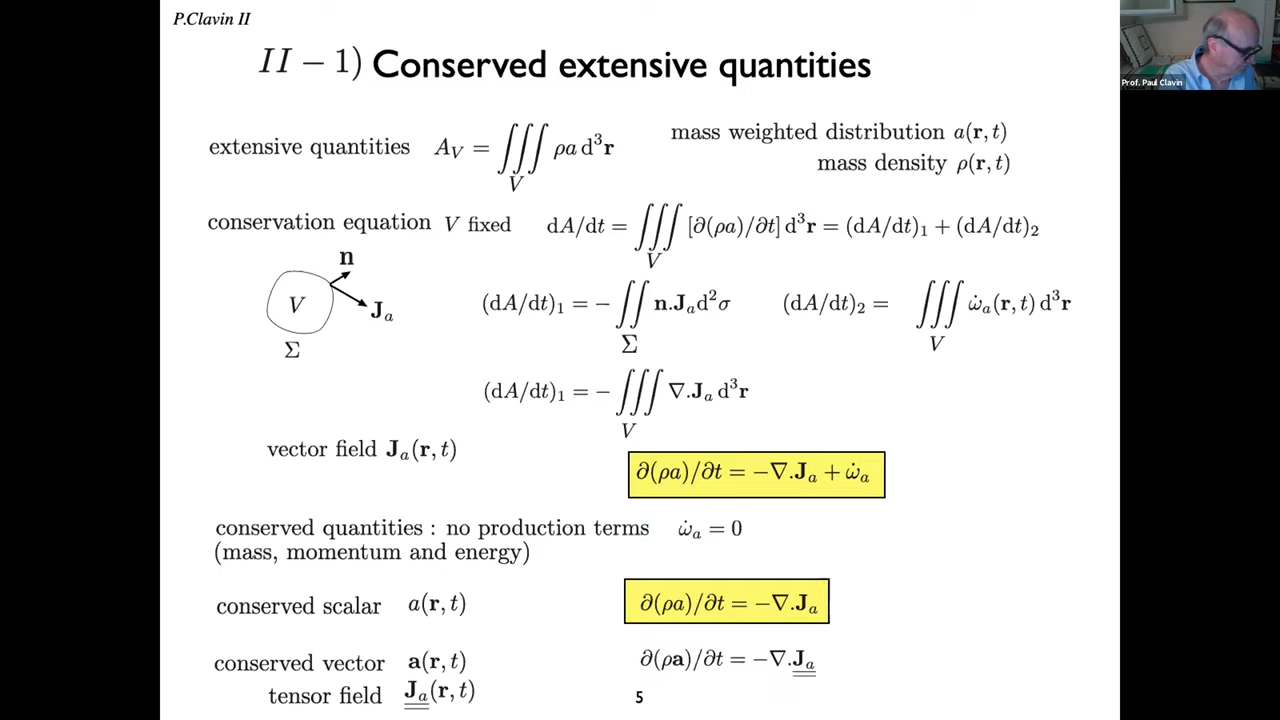 P.Clavin II
II − 1) Conserved extensive quantities
Prof. Paul Clavin
extensive quantities A_V = ∭_V ρa d³r mass weighted distribution a(r, t)
mass density ρ(r, t)
conservation equation V fixed dA/dt = ∭_V [∂(ρa)/∂t] d³r = (dA/dt)₁ + (dA/dt)₂
n
V
J_a
Σ
(dA/dt)₁ = − ∬_Σ n.J_a d²σ (dA/dt)₂ = ∭_V ω̇_a(r, t) d³r
(dA/dt)₁ = − ∭_V ∇.J_a d³r
vector field J_a(r, t)
∂(ρa)/∂t = −∇.J_a + ω̇_a
conserved quantities : no production terms ω̇_a = 0
(mass, momentum and energy)
conserved scalar a(r, t) ∂(ρa)/∂t = −∇.J_a
conserved vector a(r, t) ∂(ρa)/∂t = −∇.J_a
tensor field J_a(r, t)
5